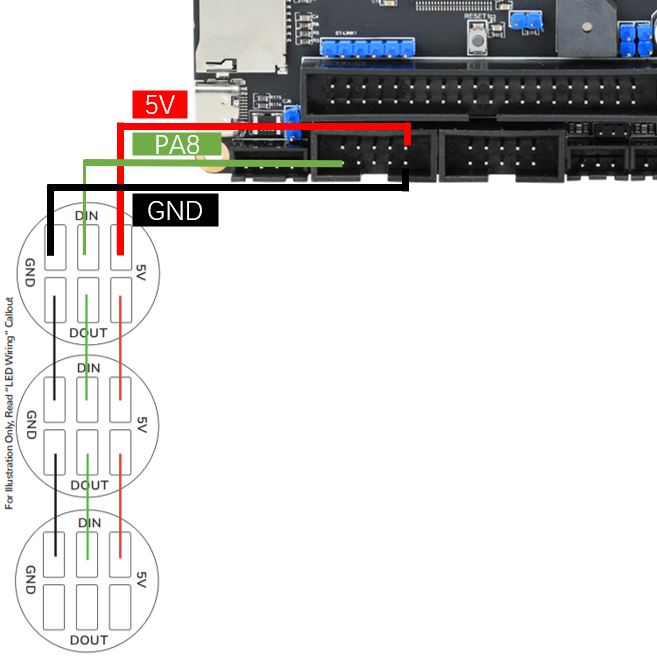 RESET
ET-LINK1
5V
PA8
GND
DIN
GND
5V
DOUT
DIN
GND
5V
DOUT
DIN
GND
5V
DOUT
For Illustration Only, Read "LED Wiring" Callout